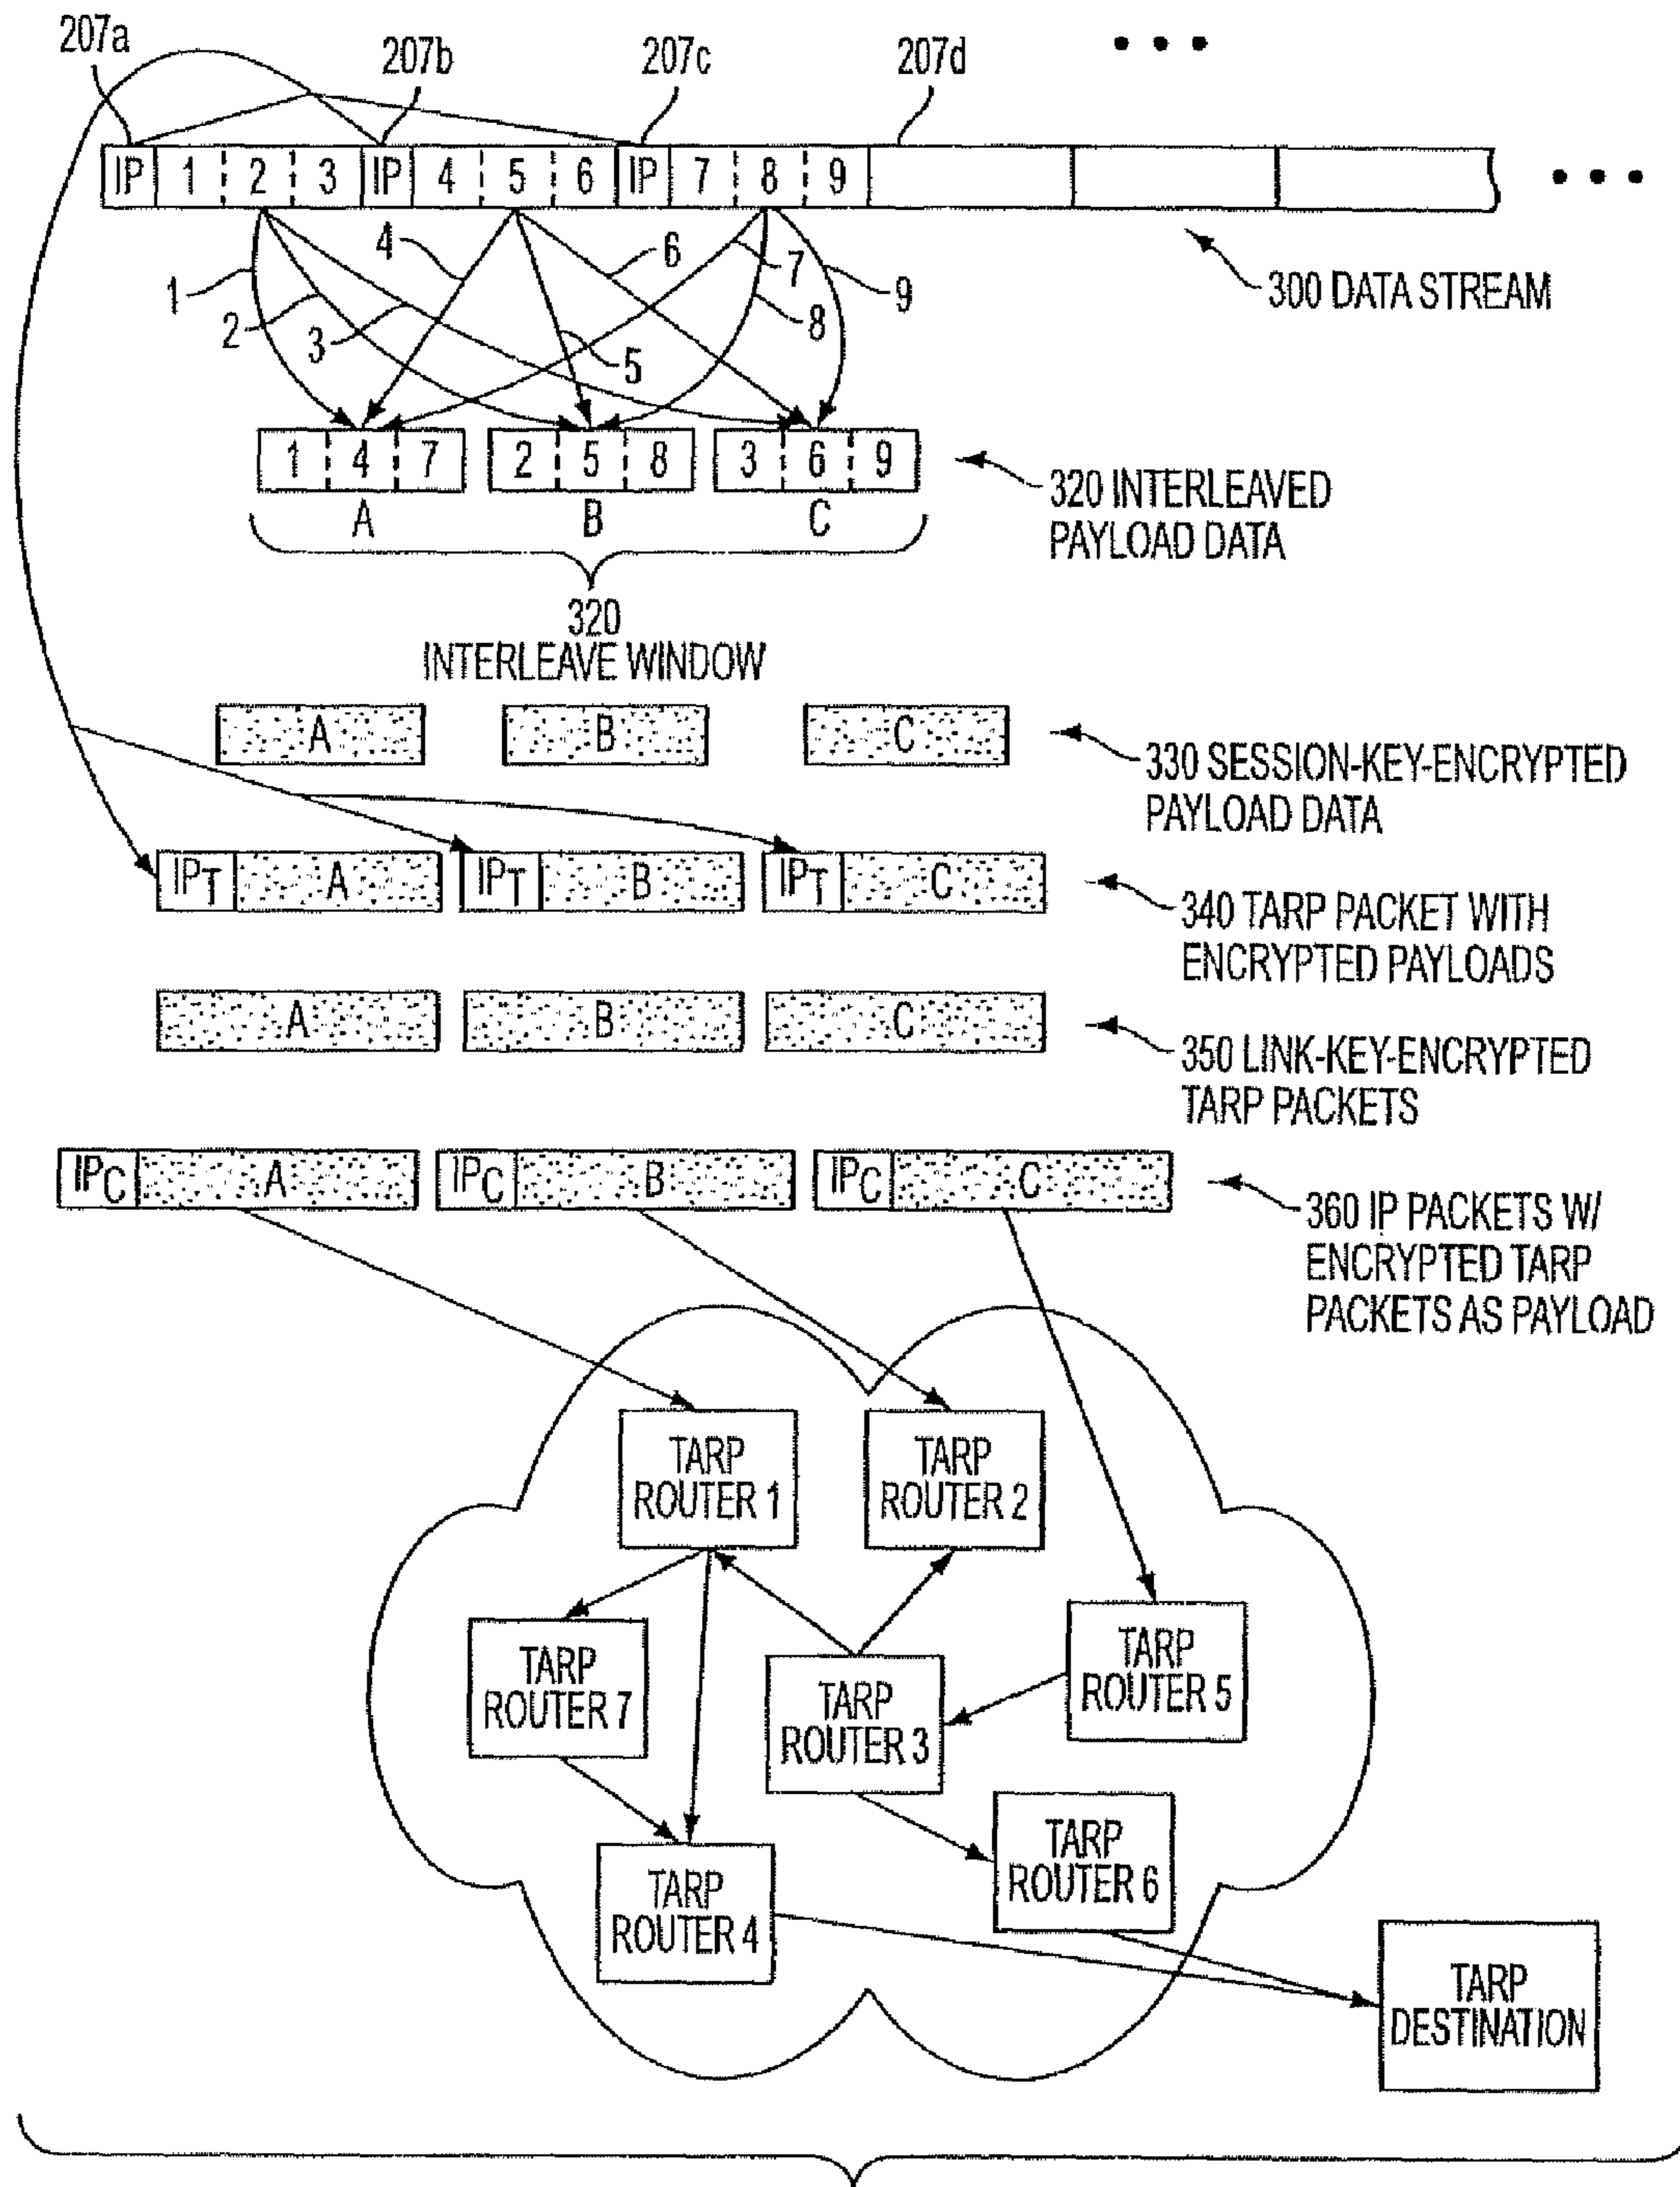 207a 207b 207c 207d • • •
IP 1 2 3 IP 4 5 6 IP 7 8 9 • • •
1 2 3 4 5 6 7 8 9
300 DATA STREAM
1 4 7 2 5 8 3 6 9
A B C
320 INTERLEAVED
PAYLOAD DATA
320
INTERLEAVE WINDOW
A B C
330 SESSION-KEY-ENCRYPTED
PAYLOAD DATA
IPT A IPT B IPT C
340 TARP PACKET WITH
ENCRYPTED PAYLOADS
A B C
350 LINK-KEY-ENCRYPTED
TARP PACKETS
IPC A IPC B IPC C
360 IP PACKETS W/
ENCRYPTED TARP
PACKETS AS PAYLOAD
TARP
ROUTER 1
TARP
ROUTER 2
TARP
ROUTER 7
TARP
ROUTER 3
TARP
ROUTER 5
TARP
ROUTER 4
TARP
ROUTER 6
TARP
DESTINATION